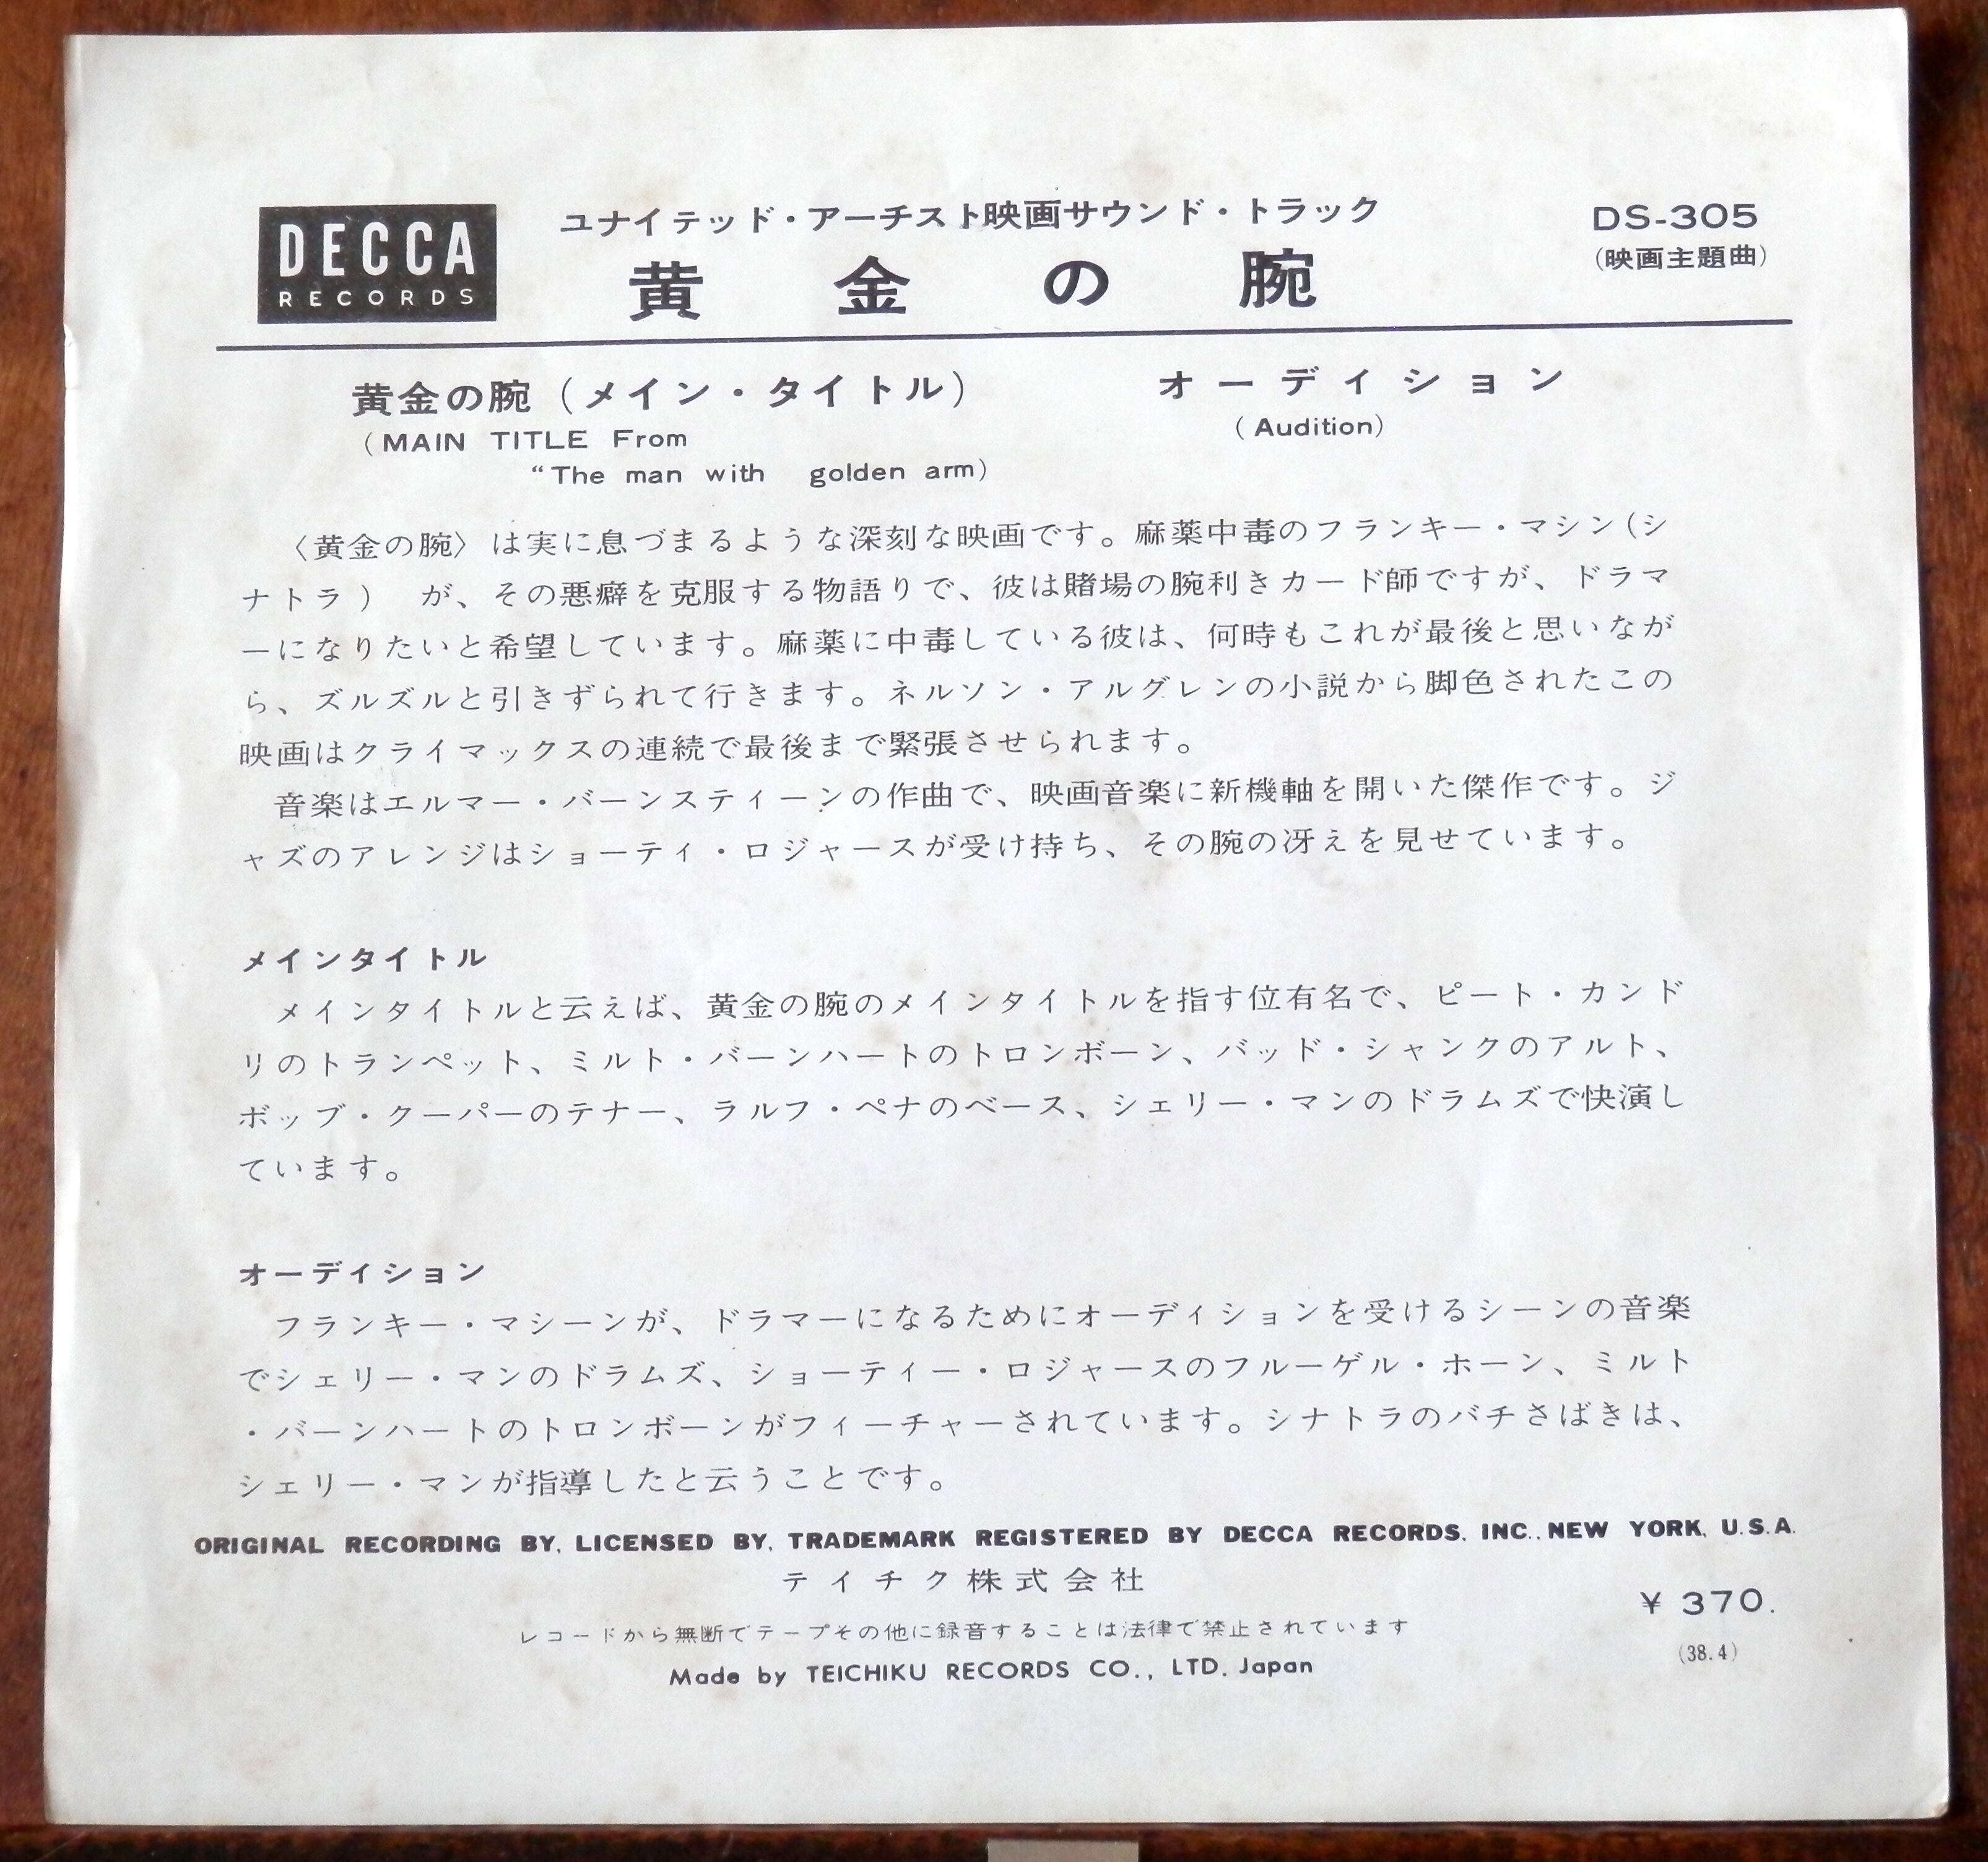 DECCA
RECORDS
ユナイテッド・アーチスト映画サウンド・トラック
黄金の腕
DS-305
(映画主題曲)
黄金の腕(メイン・タイトル)
(MAIN TITLE From
“The man with golden arm)
オーディション
(Audition)
〈黄金の腕〉は実に息づまるような深刻な映画です。麻薬中毒のフランキー・マシン(シ
ナトラ) が、その悪癖を克服する物語りで、彼は賭場の腕利きカード師ですが、ドラマ
ーになりたいと希望しています。麻薬に中毒している彼は、何時もこれが最後と思いなが
ら、ズルズルと引きずられて行きます。ネルソン・アルグレンの小説から脚色されたこの
映画はクライマックスの連続で最後まで緊張させられます。
音楽はエルマー・バーンスティーンの作曲で、映画音楽に新機軸を開いた傑作です。ジ
ャズのアレンジはショーティ・ロジャースが受け持ち、その腕の冴えを見せています。
メインタイトル
メインタイトルと云えば、黄金の腕のメインタイトルを指す位有名で、ピート・カンド
リのトランペット、ミルト・バーンハートのトロンボーン、バッド・シャンクのアルト、
ボッブ・クーパーのテナー、ラルフ・ペナのベース、シェリー・マンのドラムズで快演し
ています。
オーディション
フランキー・マシーンが、ドラマーになるためにオーディションを受けるシーンの音楽
でシェリー・マンのドラムズ、ショーティー・ロジャースのフルーゲル・ホーン、ミルト
・バーンハートのトロンボーンがフィーチャーされています。シナトラのバチさばきは、
シェリー・マンが指導したと云うことです。
ORIGINAL RECORDING BY, LICENSED BY, TRADEMARK REGISTERED BY DECCA RECORDS, INC., NEW YORK, U.S.A.
テイチク株式会社
¥370.
レコードから無断でテープその他に録音することは法律で禁止されています
(38.4)
Made by TEICHIKU RECORDS CO., LTD. Japan